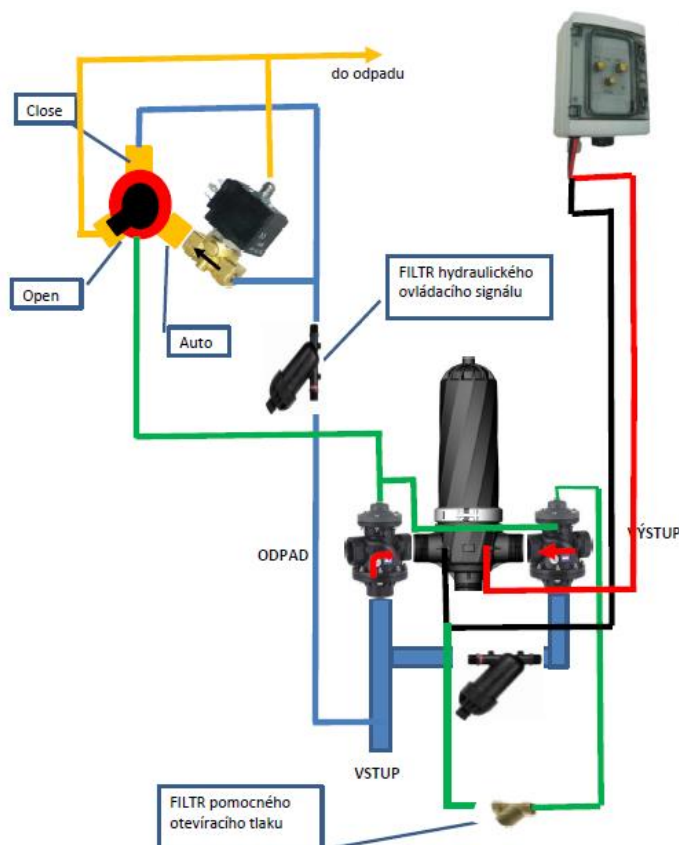 do odpadu
Close
Open
Auto
FILTR hydraulického
ovládacího signálu
ODPAD
VÝSTUP
VSTUP
FILTR pomocného
otevíracího tlaku